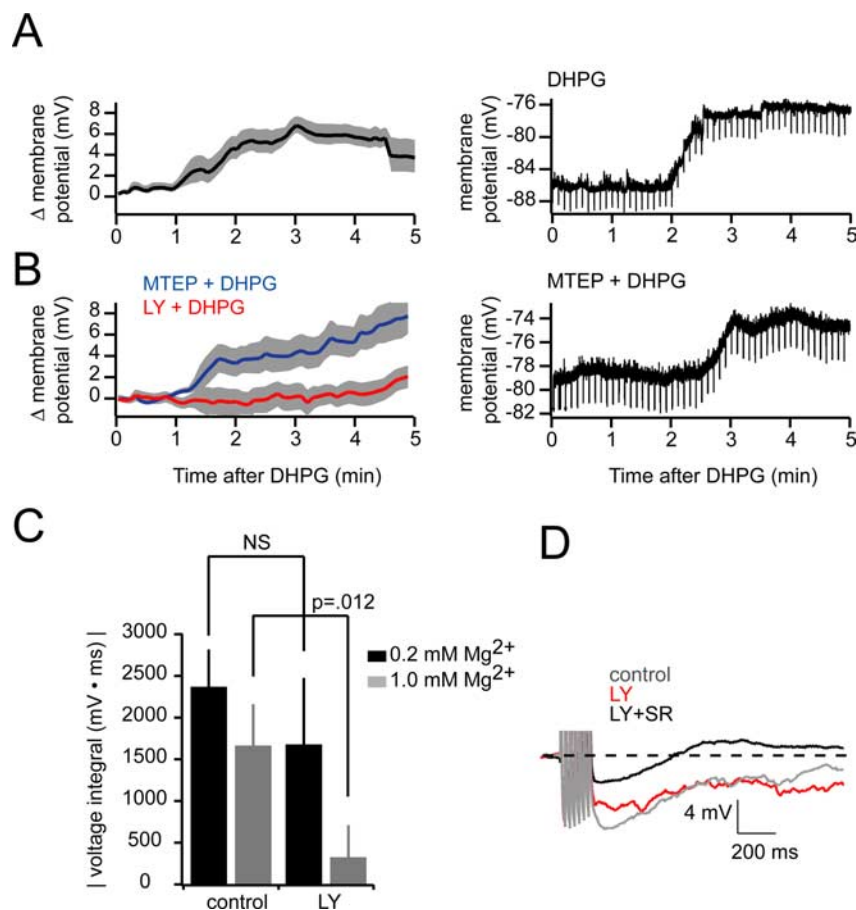 A
Δ membrane
potential (mV)
8
6
4
2
0
0 1 2 3 4 5
DHPG
membrane
potential (mV)
-76
-80
-84
-88
0 1 2 3 4 5
B
MTEP + DHPG
LY + DHPG
Δ membrane
potential (mV)
8
6
4
2
0
0 1 2 3 4 5
Time after DHPG (min)
MTEP + DHPG
membrane
potential (mV)
-74
-76
-78
-80
-82
0 1 2 3 4 5
Time after DHPG (min)
C
NS
p=.012
| voltage integral (mV • ms) |
3000
2500
2000
1500
1000
500
0
control LY
0.2 mM Mg2+
1.0 mM Mg2+
D
control
LY
LY+SR
4 mV
200 ms